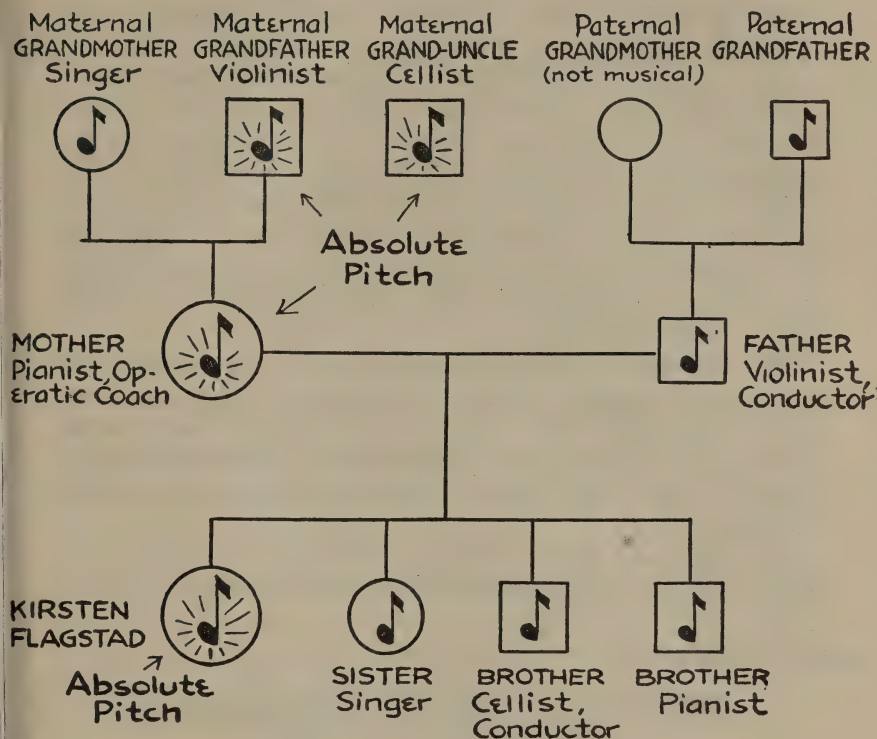 Maternal
GRANDMOTHER
Singer
Maternal
GRANDFATHER
Violinist
Maternal
GRAND-UNCLE
Cellist
Paternal
GRANDMOTHER
(not musical)
Paternal
GRANDFATHER
Absolute
Pitch
MOTHER
Pianist, Op-
eratic Coach
FATHER
Violinist,
Conductor
KIRSTEN
FLAGSTAD
Absolute
Pitch
SISTER
Singer
BROTHER
Cellist,
Conductor
BROTHER
Pianist